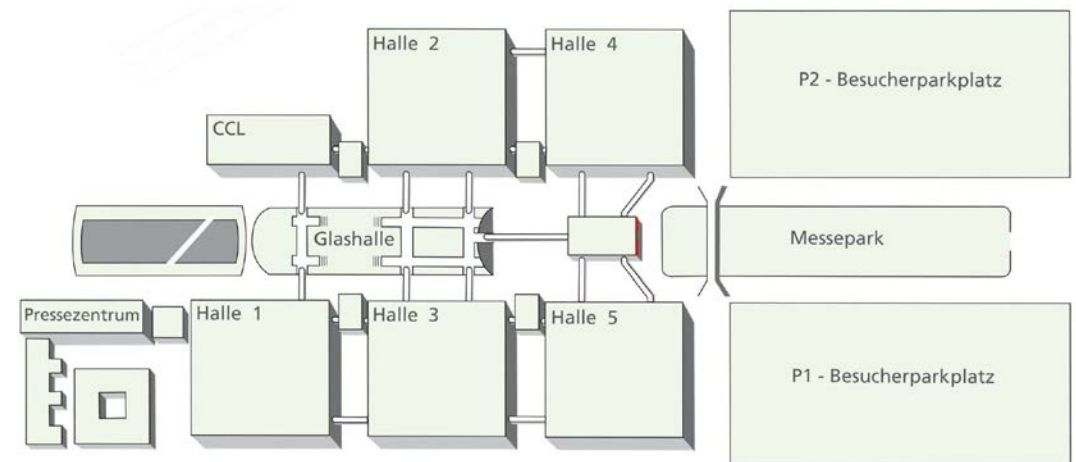 Halle 2
Halle 4
P2 - Besucherparkplatz
CCL
Glashalle
Messepark
Pressezentrum
Halle 1
Halle 3
Halle 5
P1 - Besucherparkplatz